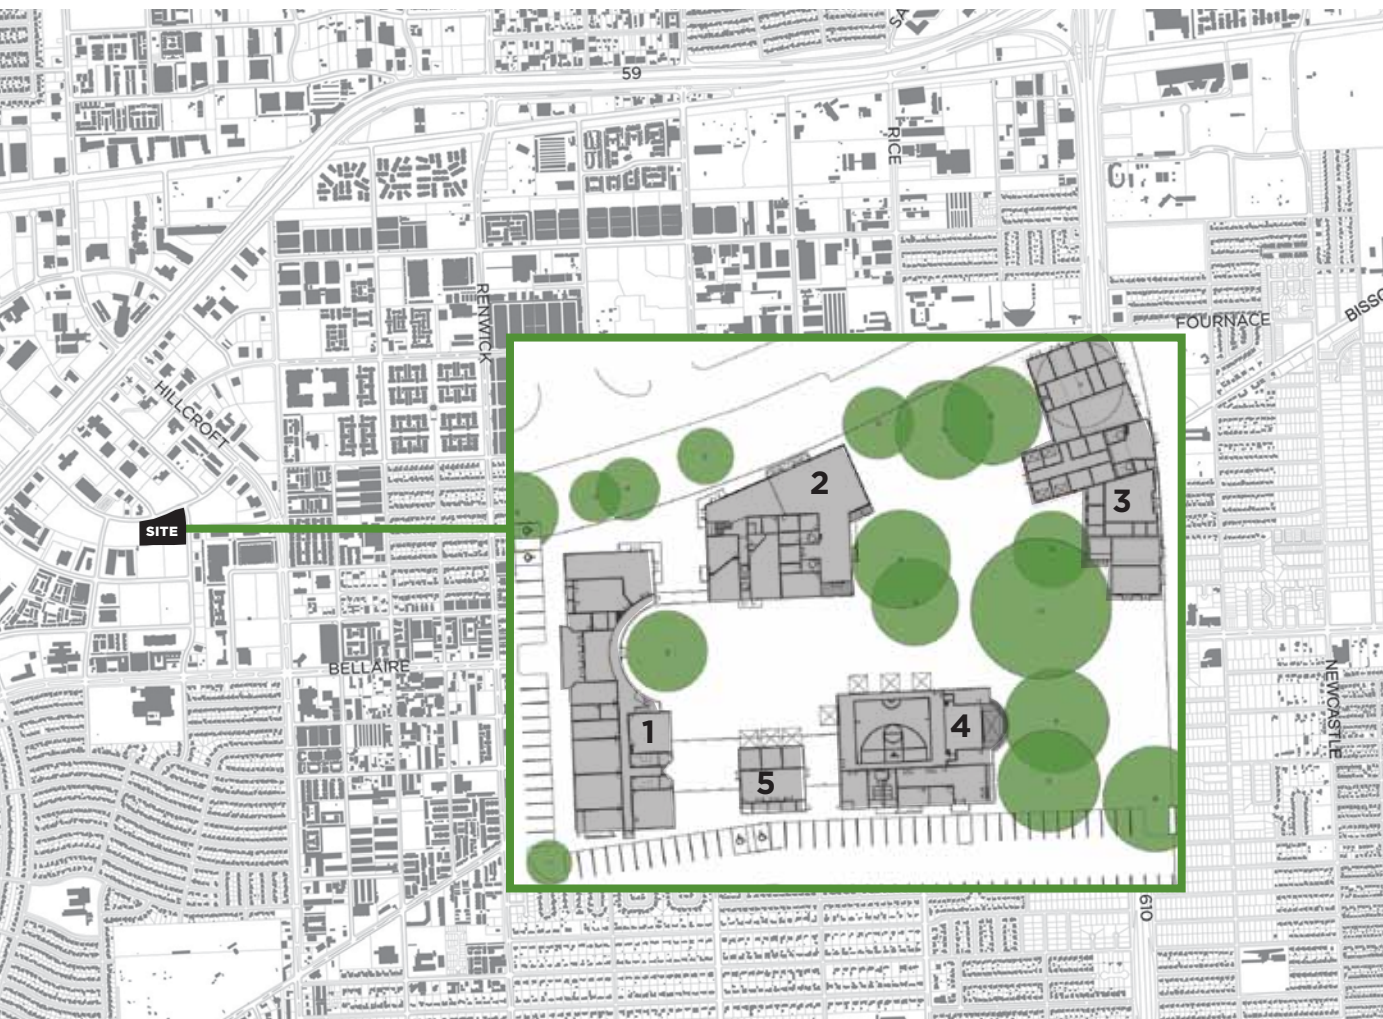 SA
59
RICE
RENWICK
FOURNACE
BISSO
HILLCROFT
2
3
SITE
BELLAIRE
NEWCASTLE
1
4
5
610